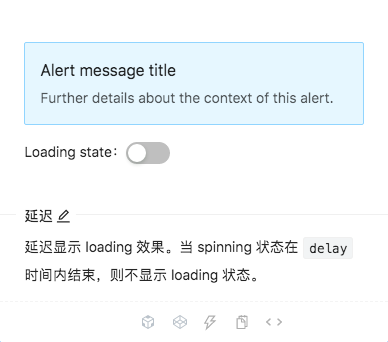 Alert message title
Further details about the context of this alert.
Loading state：
延迟
延迟显示 loading 效果。当 spinning 状态在 delay
时间内结束，则不显示 loading 状态。